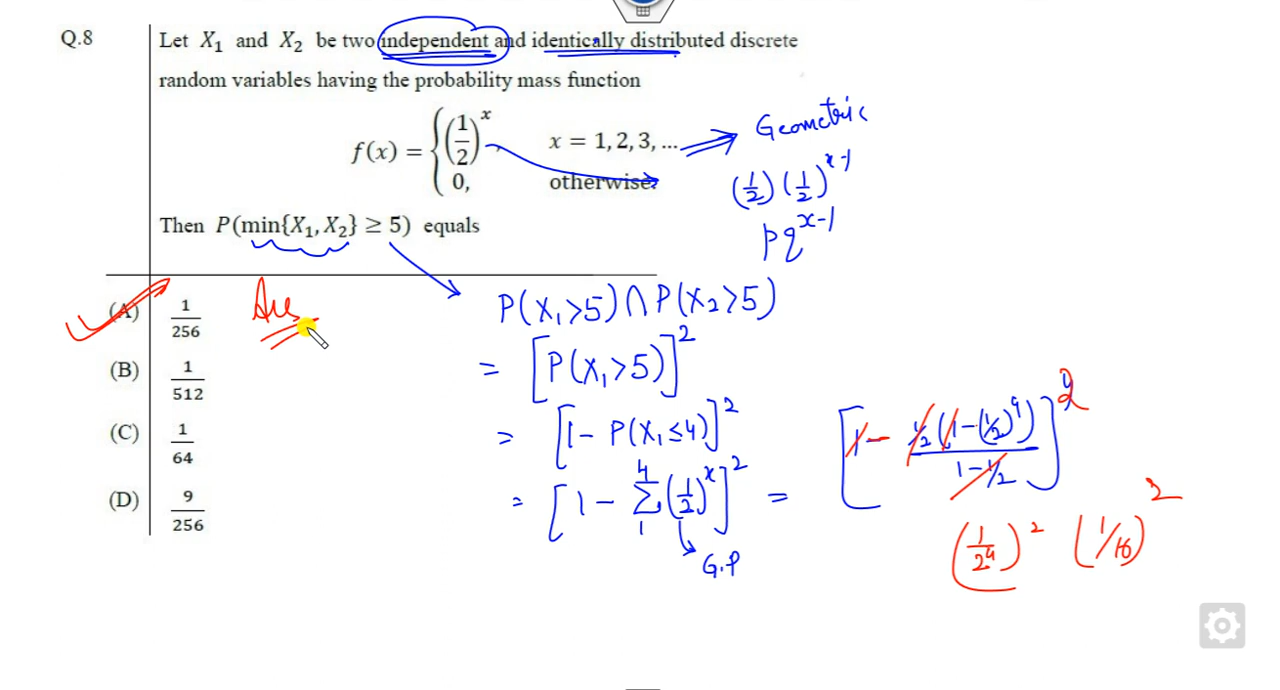 Q.8
Let X₁ and X₂ be two independent and identically distributed discrete
random variables having the probability mass function
f(x) = { (1/2)^x x = 1, 2, 3, ...
0, otherwise.
Geometric
(1/2) (1/2)^(x-1)
pq^(x-1)
Then P(min{X₁, X₂} ≥ 5) equals
(A) 1/256 Ans
(B) 1/512
(C) 1/64
(D) 9/256
P(X₁>5) ∩ P(X₂>5)
= [P(X₁>5)]²
= [1 - P(X₁≤4)]²
= [1 - Σ₁⁴ (1/2)^x]² = [1 - 1/2(1-(1/2)⁴)/(1-1/2)]²
G.P
(1/2⁴)² (1/16)²